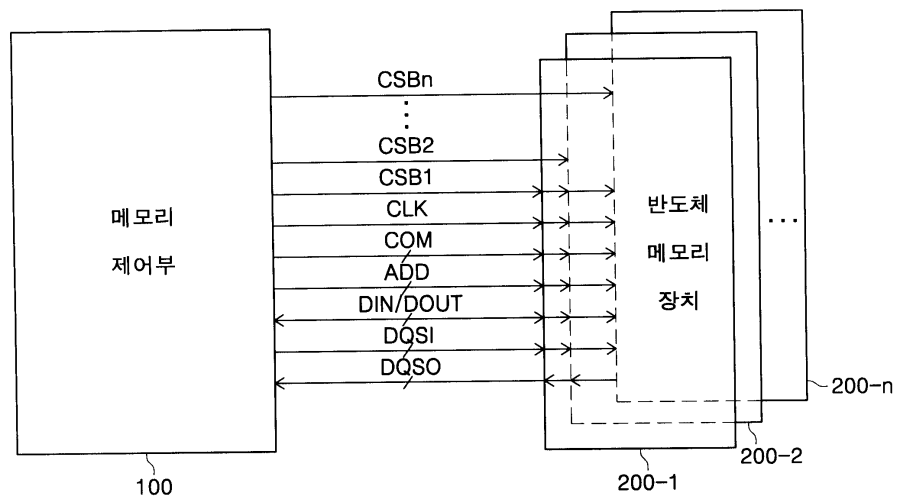 CSBn
CSB2
CSB1
CLK
COM
ADD
DIN/DOUT
DQSI
DQSO
메모리
제어부
반도체
메모리
장치
...
100
200-1
200-2
200-n